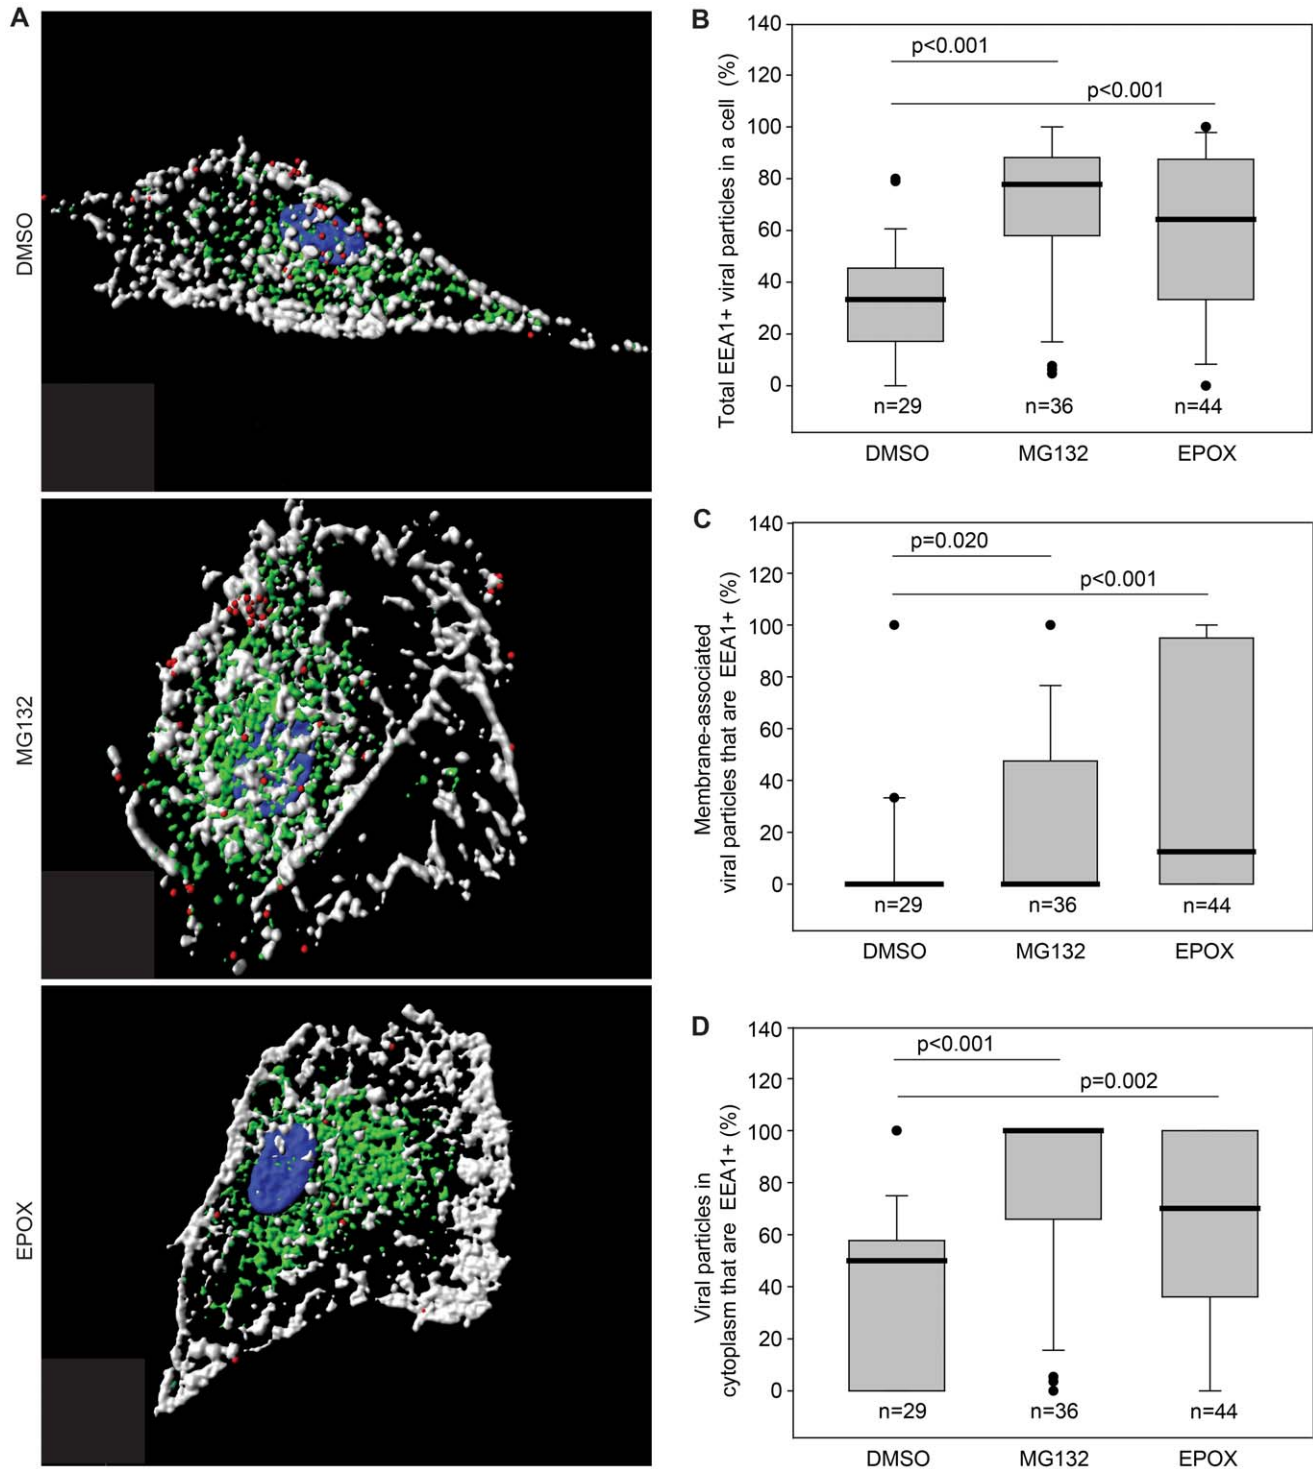 A
DMSO
MG132
EPOX
B
Total EEA1+ viral particles in a cell (%)
140
120
100
80
60
40
20
0
p<0.001
p<0.001
n=29
n=36
n=44
DMSO
MG132
EPOX
C
Membrane-associated
viral particles that are EEA1+ (%)
140
120
100
80
60
40
20
0
p=0.020
p<0.001
n=29
n=36
n=44
DMSO
MG132
EPOX
D
Viral particles in
cytoplasm that are EEA1+ (%)
140
120
100
80
60
40
20
0
p<0.001
p=0.002
n=29
n=36
n=44
DMSO
MG132
EPOX